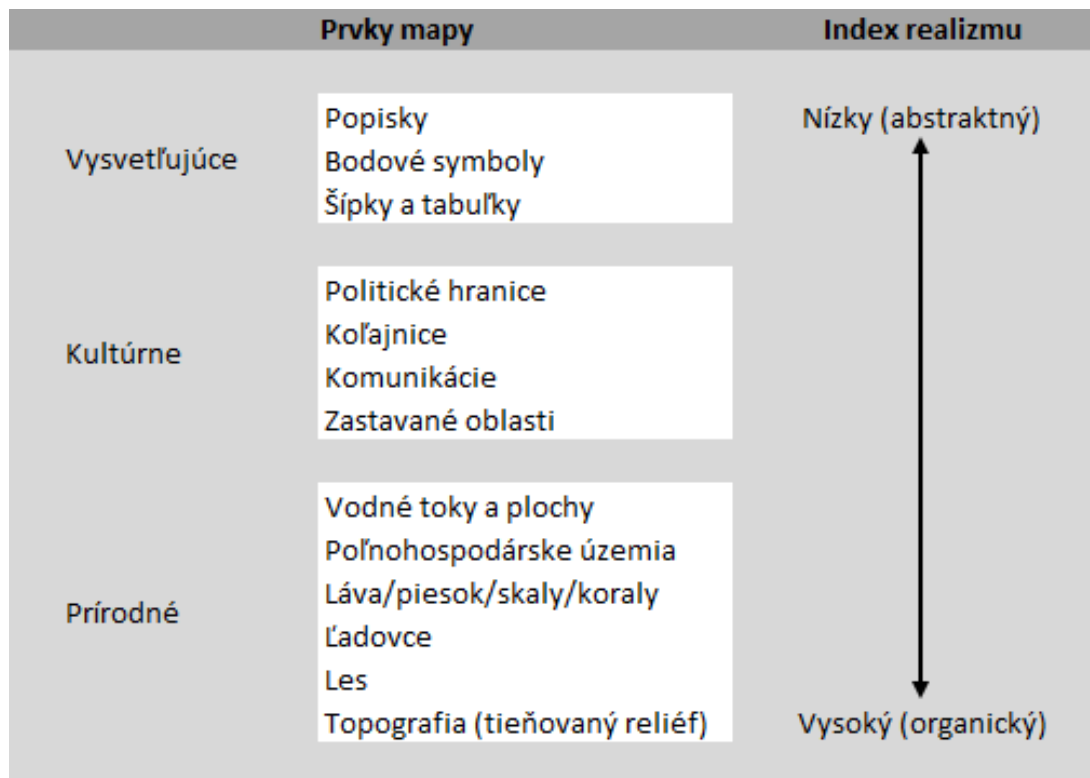 Prvky mapy Index realizmu
Popisky Nízky (abstraktný)
Vysvetľujúce Bodové symboly
Šípky a tabuľky
Politické hranice
Koľajnice
Kultúrne
Komunikácie
Zastavané oblasti
Vodné toky a plochy
Poľnohospodárske územia
Láva/piesok/skaly/koraly
Prírodné
Ľadovce
Les
Topografia (tieňovaný reliéf) Vysoký (organický)